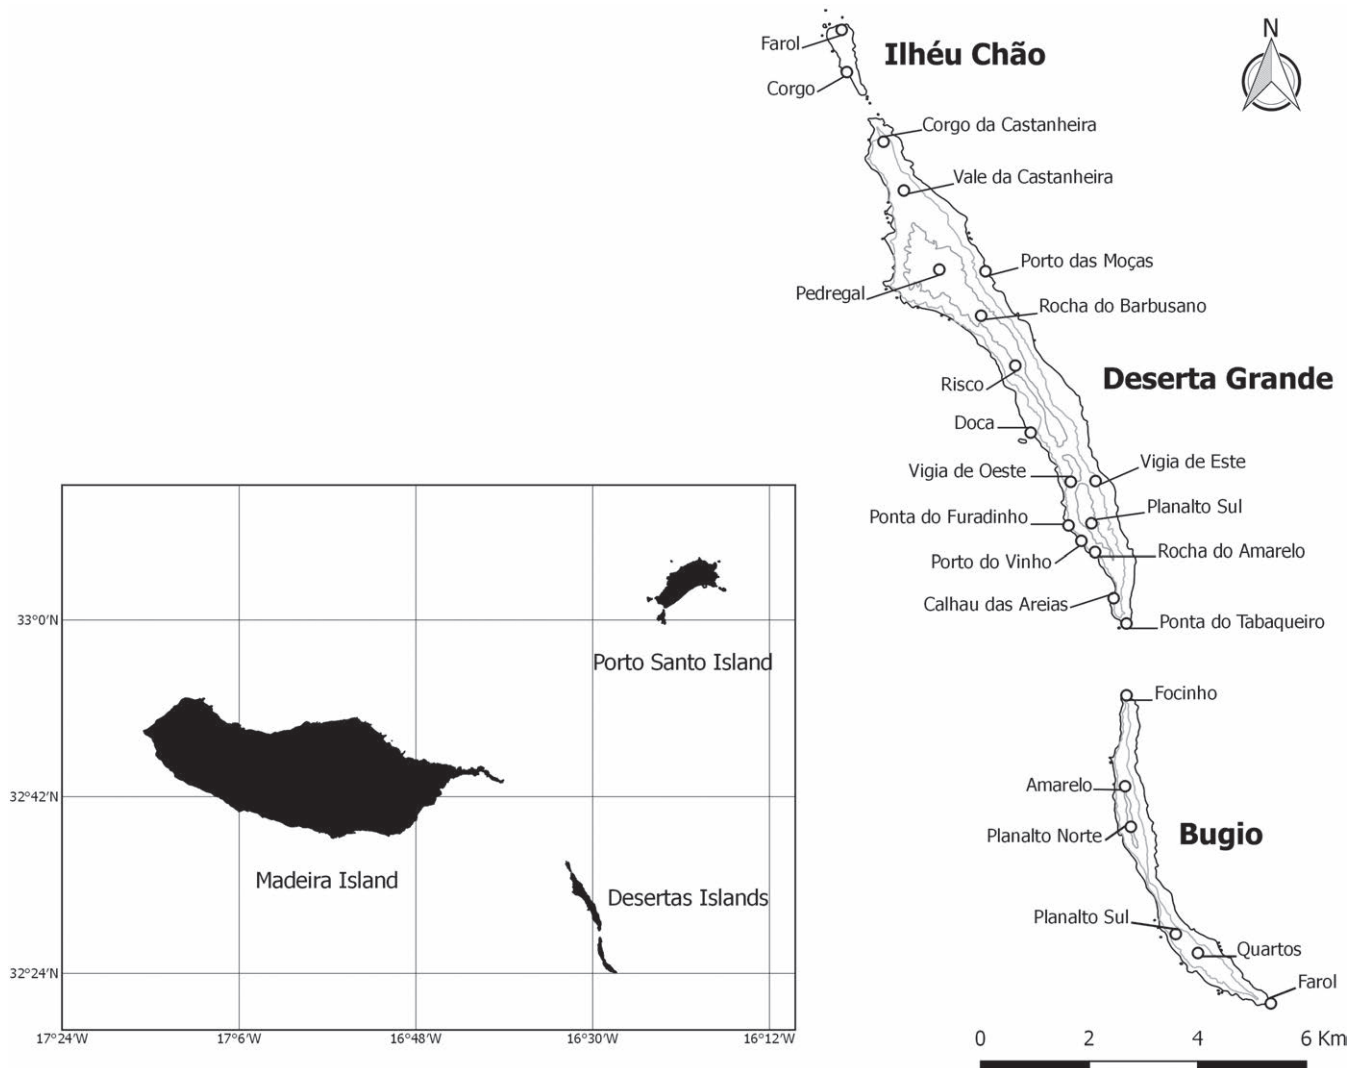 N
Farol
Ilhéu Chão
Corgo
Corgo da Castanheira
Vale da Castanheira
Porto das Moças
Pedregal
Rocha do Barbusano
Risco
Deserta Grande
Doca
Vigia de Oeste
Vigia de Este
Ponta do Furadinho
Planalto Sul
Porto do Vinho
Rocha do Amarelo
Calhau das Areias
Ponta do Tabaqueiro
Focinho
Amarelo
Planalto Norte
Bugio
Planalto Sul
Quartos
Farol
0 2 4 6 Km
33°0'N
Porto Santo Island
32°42'N
Madeira Island
Desertas Islands
32°24'N
17°24'W 17°6'W 16°48'W 16°30'W 16°12'W